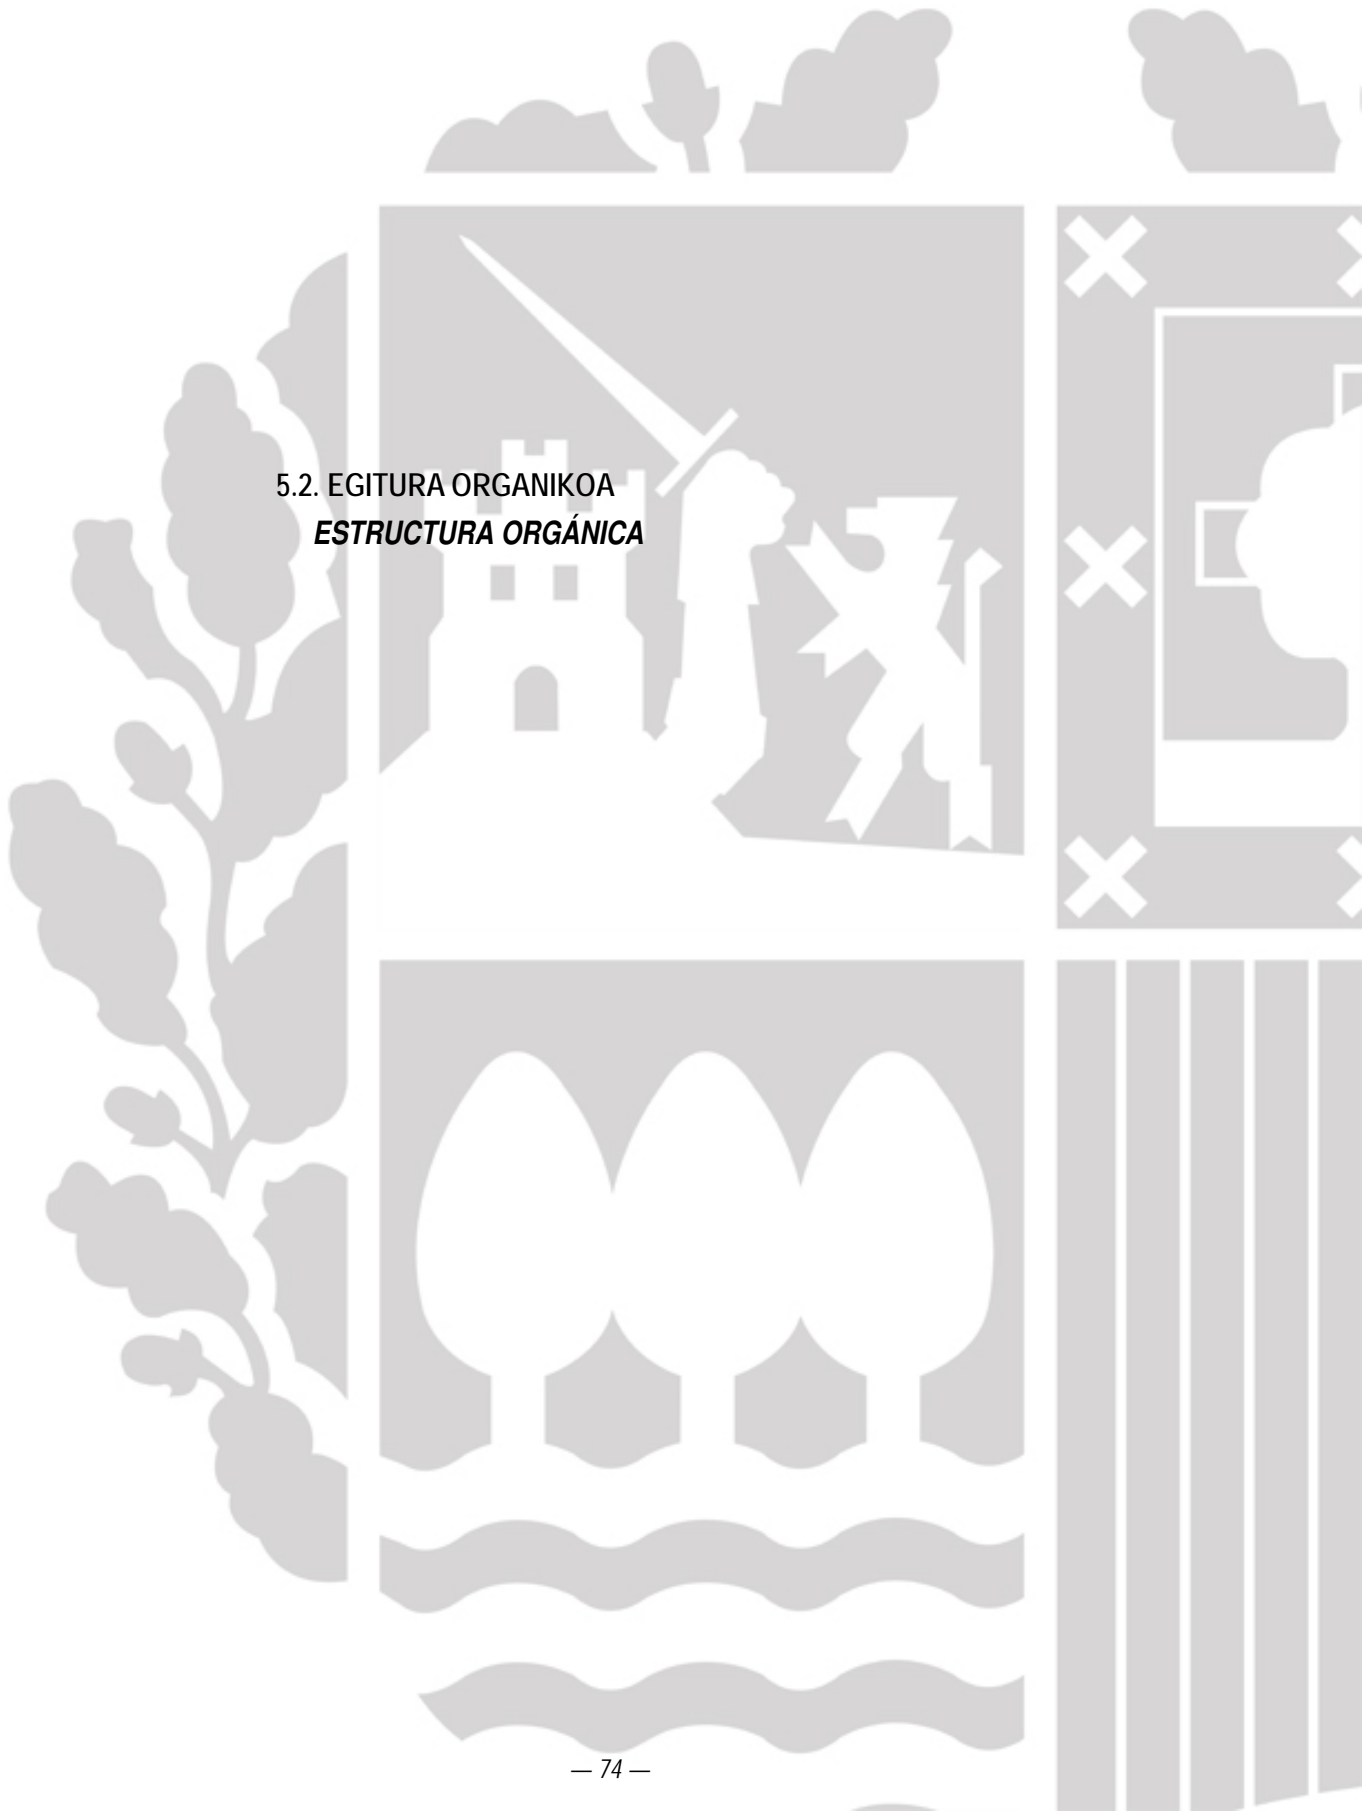 5.2. EGITURA ORGANIKOA
ESTRUCTURA ORGÁNICA
— 74 —